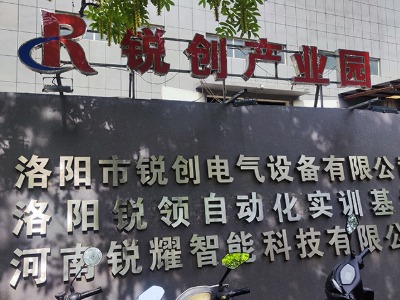 R 锐创产业园
洛阳市锐创电气设备有限公
洛阳锐领自动化实训基
河南锐耀智能科技有限公